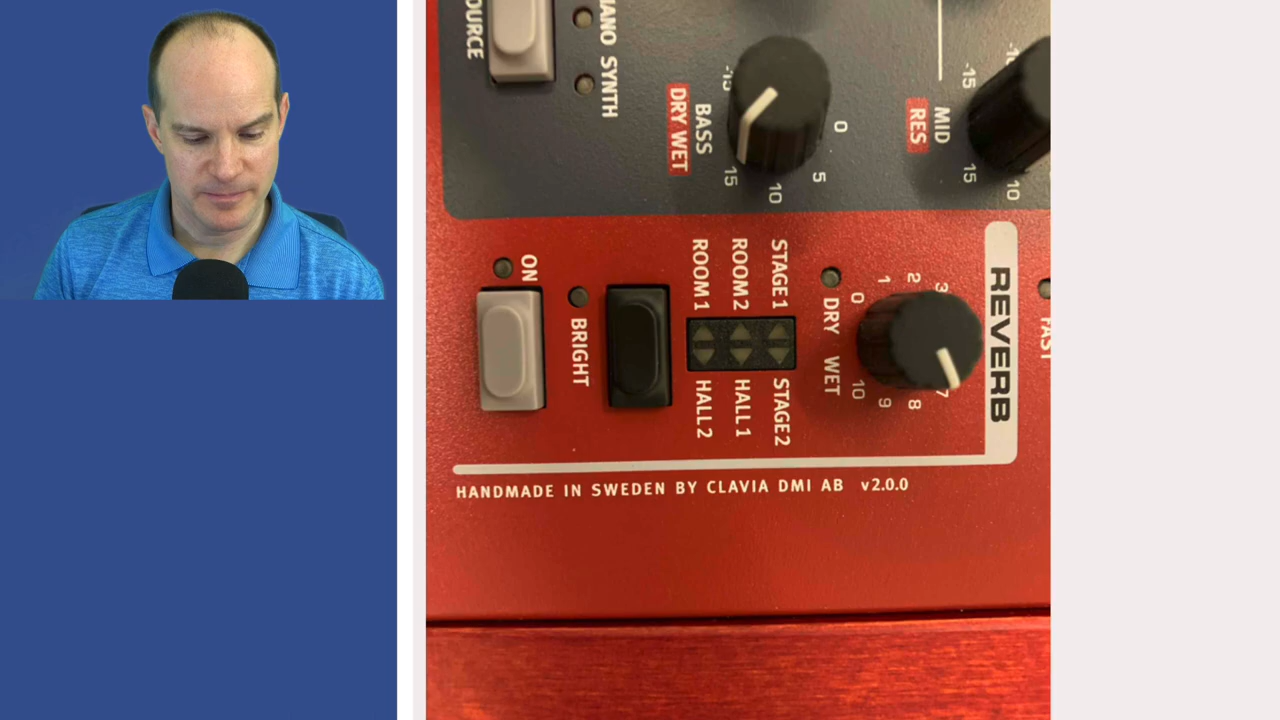 SYNTH
BASS
DRY WET
-15
0
5
10
15
MID
RES
-15
10
15
ON
BRIGHT
ROOM1
ROOM2
STAGE1
HALL2
HALL1
STAGE2
DRY
WET
0
1
2
3
7
8
9
10
REVERB
FAST
HANDMADE IN SWEDEN BY CLAVIA DMI AB v2.0.0